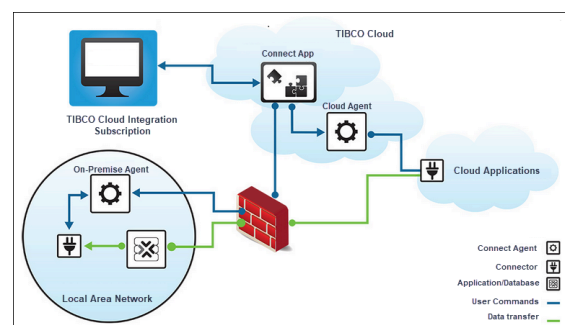 TIBCO Cloud
Connect App
TIBCO Cloud Integration
Subscription
Cloud Agent
On-Premise Agent
Cloud Applications
Local Area Network
Connect Agent
Connector
Application/Database
User Commands
Data transfer